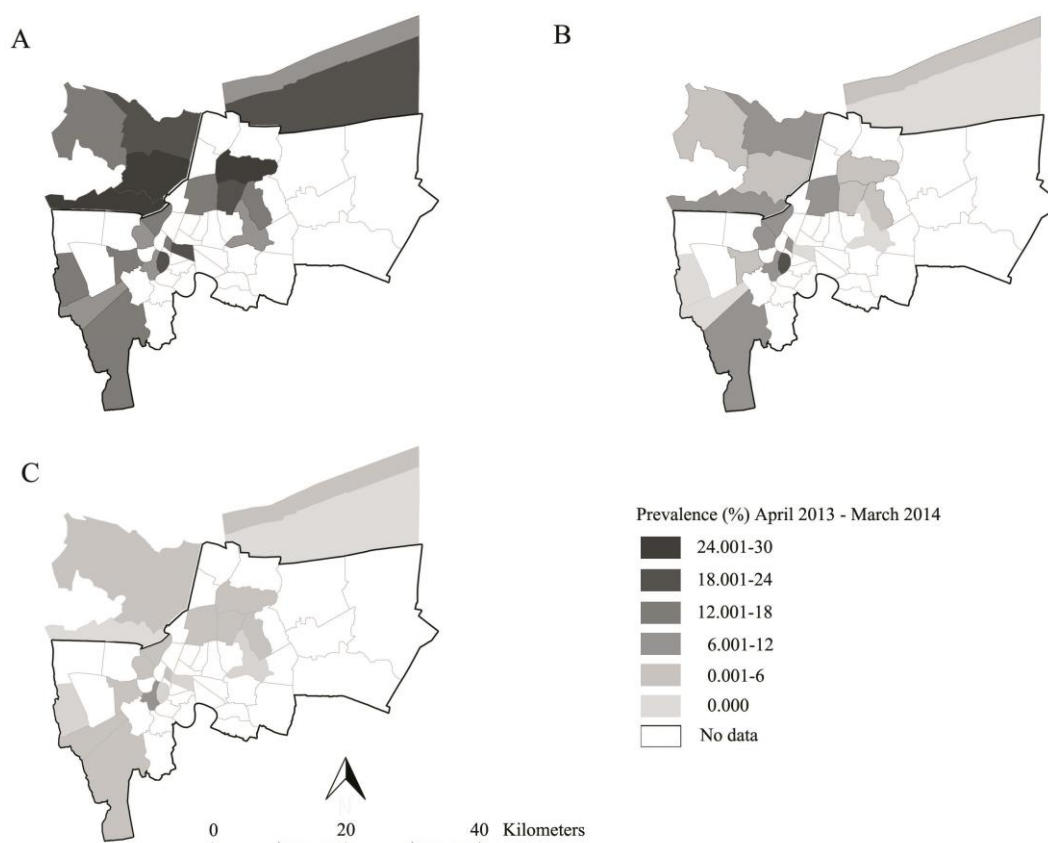 A
B
C
Prevalence (%) April 2013 - March 2014
24.001-30
18.001-24
12.001-18
6.001-12
0.001-6
0.000
No data
N
0 20 40 Kilometers